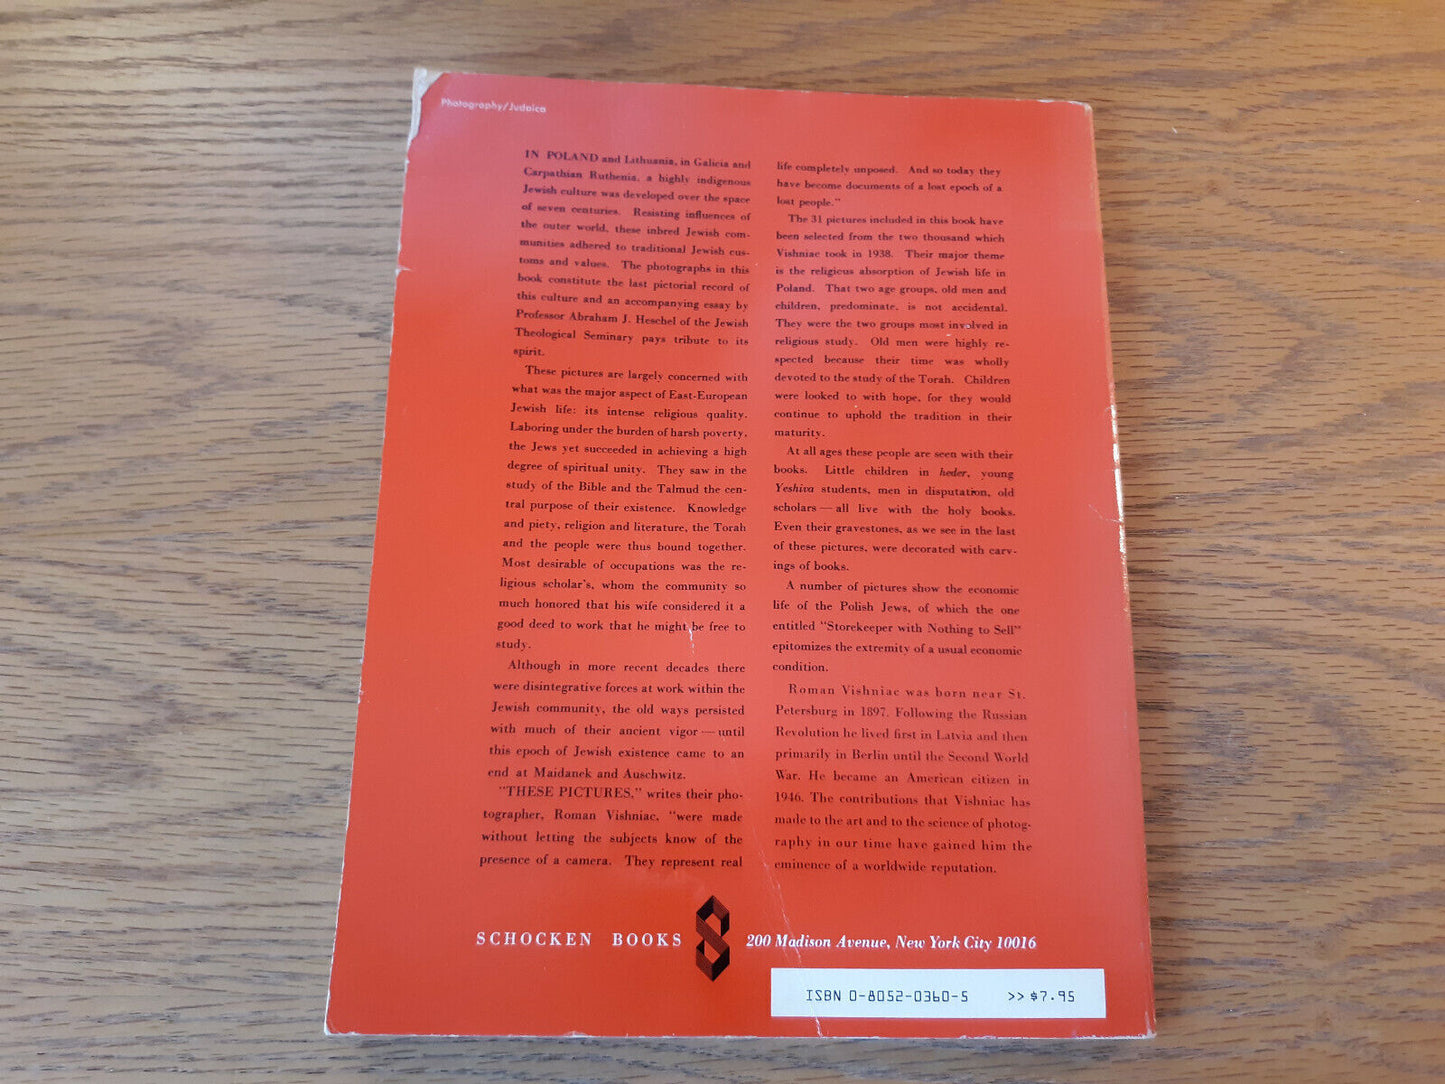 Photography/Judaica
IN POLAND and Lithuania, in Galicia and
Carpathian Ruthenia, a highly indigenous
Jewish culture was developed over the space
of seven centuries. Resisting influences of
the outer world, these inbred Jewish com-
munities adhered to traditional Jewish cus-
toms and values. The photographs in this
book constitute the last pictorial record of
this culture and an accompanying essay by
Professor Abraham J. Heschel of the Jewish
Theological Seminary pays tribute to its
spirit.
These pictures are largely concerned with
what was the major aspect of East-European
Jewish life: its intense religious quality.
Laboring under the burden of harsh poverty,
the Jews yet succeeded in achieving a high
degree of spiritual unity. They saw in the
study of the Bible and the Talmud the cen-
tral purpose of their existence. Knowledge
and piety, religion and literature, the Torah
and the people were thus bound together.
Most desirable of occupations was the re-
ligious scholar's, whom the community so
much honored that his wife considered it a
good deed to work that he might be free to
study.
Although in more recent decades there
were disintegrative forces at work within the
Jewish community, the old ways persisted
with much of their ancient vigor — until
this epoch of Jewish existence came to an
end at Maidanek and Auschwitz.
"THESE PICTURES," writes their pho-
tographer, Roman Vishniac, "were made
without letting the subjects know of the
presence of a camera. They represent real
life completely unposed. And so today they
have become documents of a lost epoch of a
lost people."
The 31 pictures included in this book have
been selected from the two thousand which
Vishniac took in 1938. Their major theme
is the religious absorption of Jewish life in
Poland. That two age groups, old men and
children, predominate, is not accidental.
They were the two groups most involved in
religious study. Old men were highly re-
spected because their time was wholly
devoted to the study of the Torah. Children
were looked to with hope, for they would
continue to uphold the tradition in their
maturity.
At all ages these people are seen with their
books. Little children in heder, young
Yeshiva students, men in disputation, old
scholars — all live with the holy books.
Even their gravestones, as we see in the last
of these pictures, were decorated with carv-
ings of books.
A number of pictures show the economic
life of the Polish Jews, of which the one
entitled "Storekeeper with Nothing to Sell"
epitomizes the extremity of a usual economic
condition.
Roman Vishniac was born near St.
Petersburg in 1897. Following the Russian
Revolution he lived first in Latvia and then
primarily in Berlin until the Second World
War. He became an American citizen in
1946. The contributions that Vishniac has
made to the art and to the science of photog-
raphy in our time have gained him the
eminence of a worldwide reputation.
SCHOCKEN BOOKS 200 Madison Avenue, New York City 10016
ISBN 0-8052-0360-5 >> $7.95